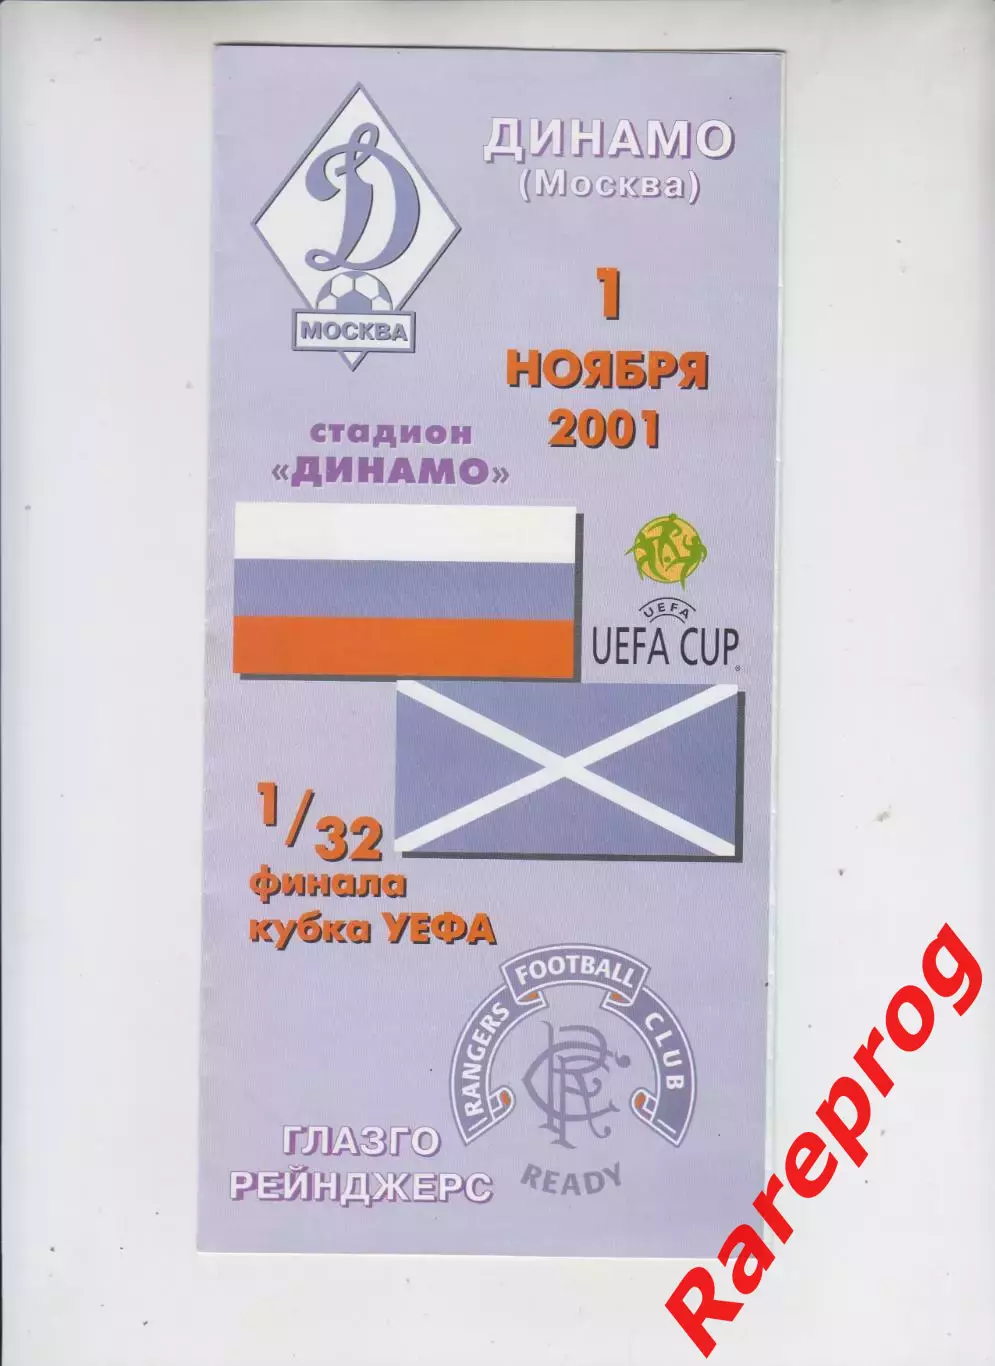 ДИНАМО
(Москва)
МОСКВА
1
НОЯБРЯ
2001
стадион
«ДИНАМО»
UEFA
UEFA CUP
1/32
финала
кубка УЕФА
RANGERS FOOTBALL CLUB
READY
ГЛАЗГО
РЕЙНДЖЕРС
Rareprog